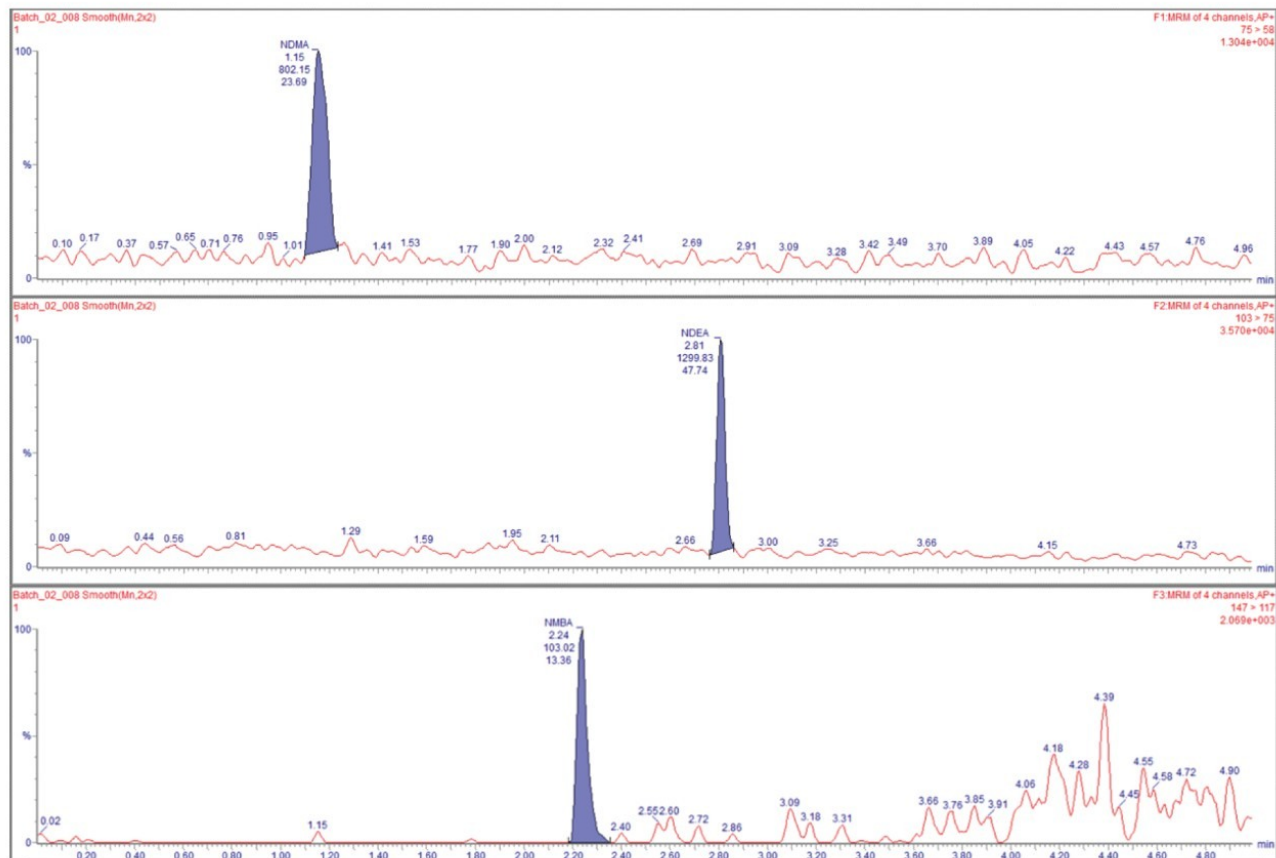 Batch_02_008 Smooth(Mn,2x2)
F1:MRM of 4 channels,AP+
1
75 > 58
1.304e+004
NDMA
1.15
802.15
23.69
100
%
0
0.10 0.17 0.37 0.57 0.65 0.71 0.76 0.95 1.01 1.41 1.53 1.77 1.90 2.00 2.12 2.32 2.41 2.69 2.91 3.09 3.28 3.42 3.49 3.70 3.89 4.05 4.22 4.43 4.57 4.76 4.96
min
Batch_02_008 Smooth(Mn,2x2)
F2:MRM of 4 channels,AP+
1
103 > 75
3.570e+004
NDEA
2.81
1299.83
47.74
100
%
0
0.09 0.44 0.56 0.81 1.29 1.59 1.95 2.11 2.66 3.00 3.25 3.66 4.15 4.73
min
Batch_02_008 Smooth(Mn,2x2)
F3:MRM of 4 channels,AP+
1
147 > 117
2.069e+003
NMBA
2.24
103.02
13.36
100
%
0
0.02 1.15 2.40 2.55 2.60 2.72 2.86 3.09 3.18 3.31 3.66 3.76 3.85 3.91 4.06 4.18 4.28 4.39 4.45 4.55 4.58 4.72 4.90
min
0.20 0.40 0.60 0.80 1.00 1.20 1.40 1.60 1.80 2.00 2.20 2.40 2.60 2.80 3.00 3.20 3.40 3.60 3.80 4.00 4.20 4.40 4.60 4.80